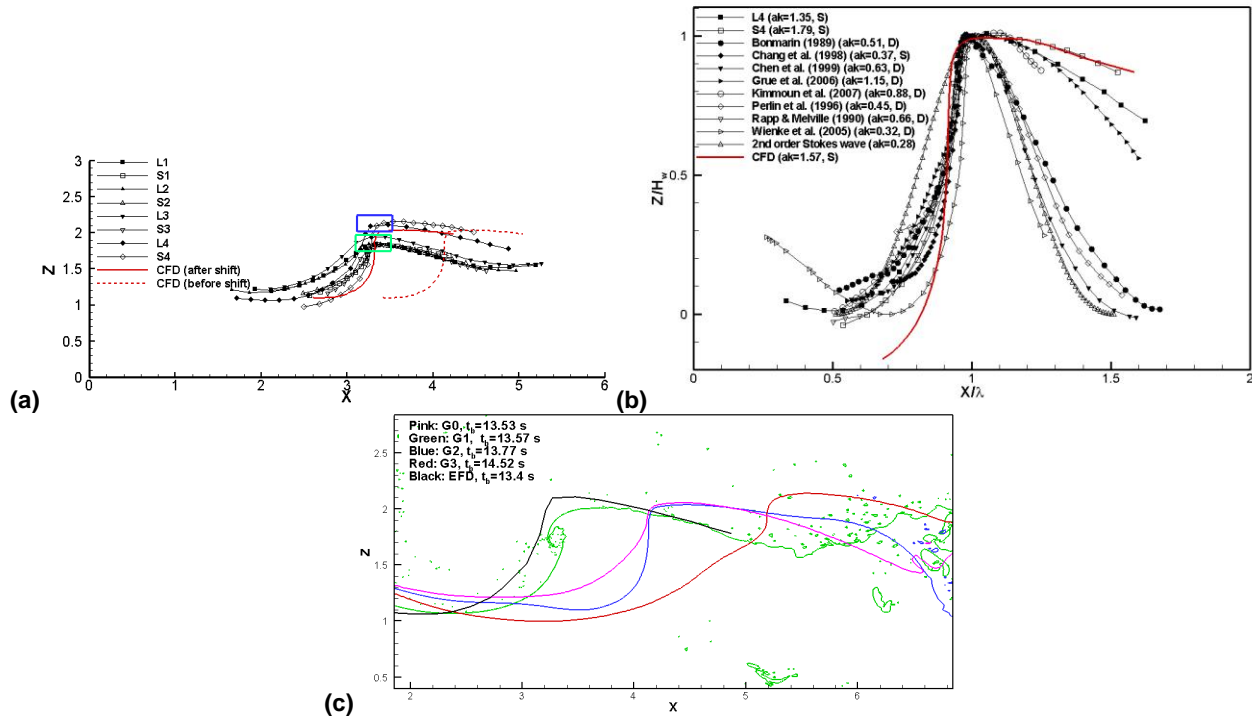 L1
S1
L2
S2
L3
S3
L4
S4
CFD (after shift)
CFD (before shift)
Z
3
2.5
2
1.5
1
0.5
0
0 1 2 3 4 5 6
X
(a)
L4 (ak=1.35, S)
S4 (ak=1.79, S)
Bonmarin (1989) (ak=0.51, D)
Chang et al. (1998) (ak=0.37, S)
Chen et al. (1999) (ak=0.63, D)
Grue et al. (2006) (ak=1.15, D)
Kimmoun et al. (2007) (ak=0.88, D)
Perlin et al. (1996) (ak=0.45, D)
Rapp & Melville (1990) (ak=0.66, D)
Wienke et al. (2005) (ak=0.32, D)
2nd order Stokes wave (ak=0.28)
CFD (ak=1.57, S)
Z/Hw
1
0.5
0
0 0.5 1 1.5 2
X/λ
(b)
Pink: G0, tb=13.53 s
Green: G1, tb=13.57 s
Blue: G2, tb=13.77 s
Red: G3, tb=14.52 s
Black: EFD, tb=13.4 s
z
2.5
2
1.5
1
0.5
2 3 4 5 6
x
(c)